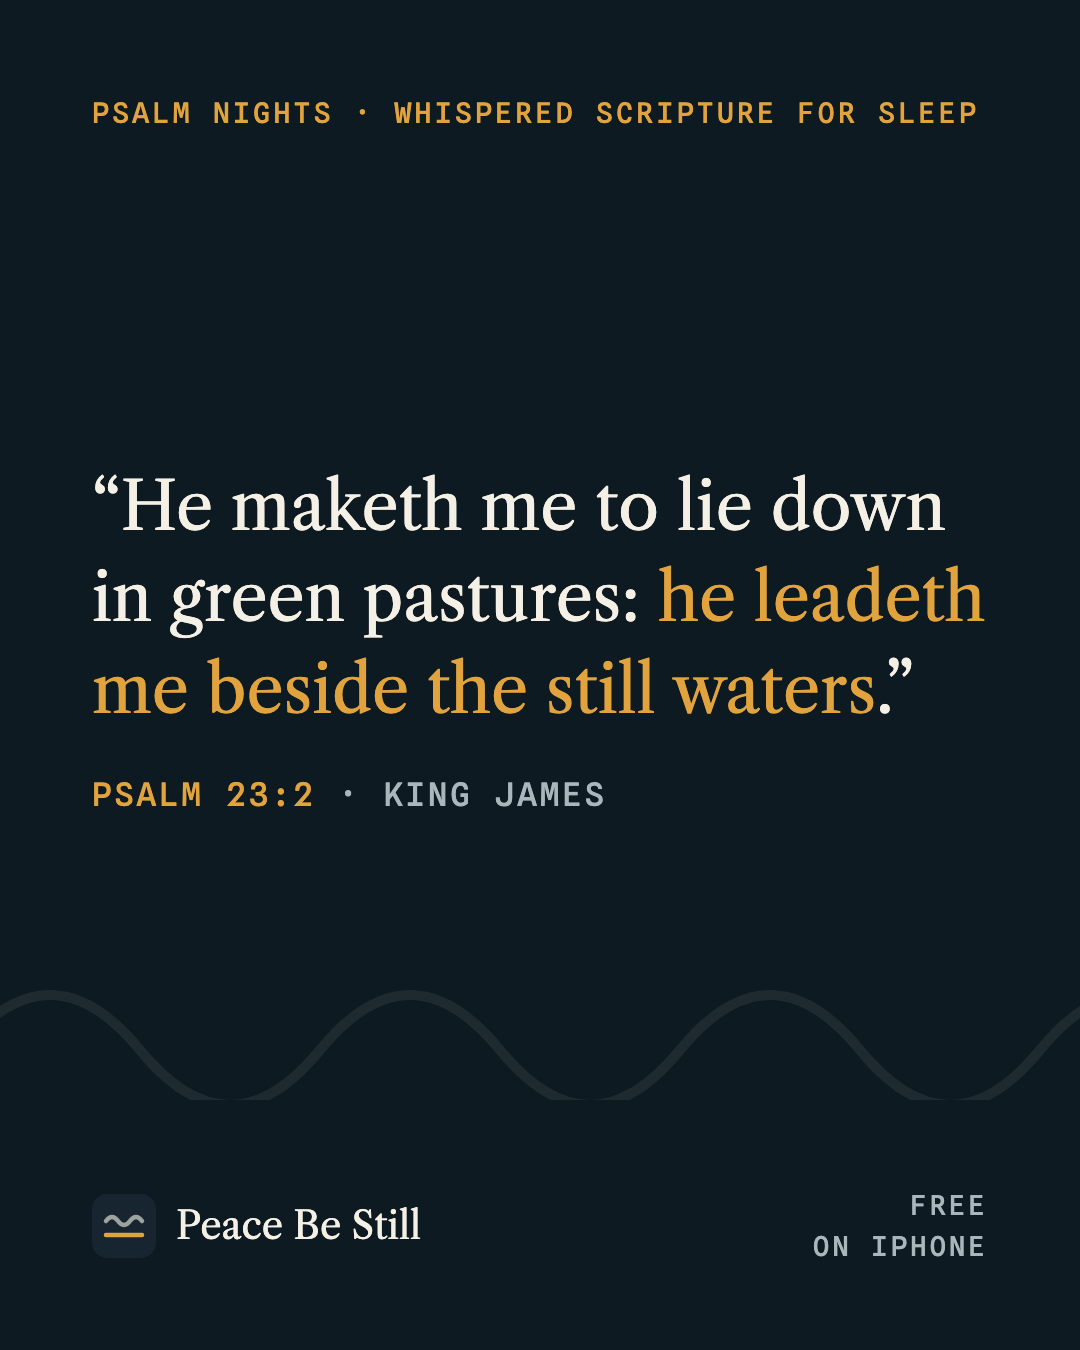 PSALM NIGHTS · WHISPERED SCRIPTURE FOR SLEEP
“He maketh me to lie down
in green pastures: he leadeth
me beside the still waters.”
PSALM 23:2 · KING JAMES
Peace Be Still
FREE
ON IPHONE